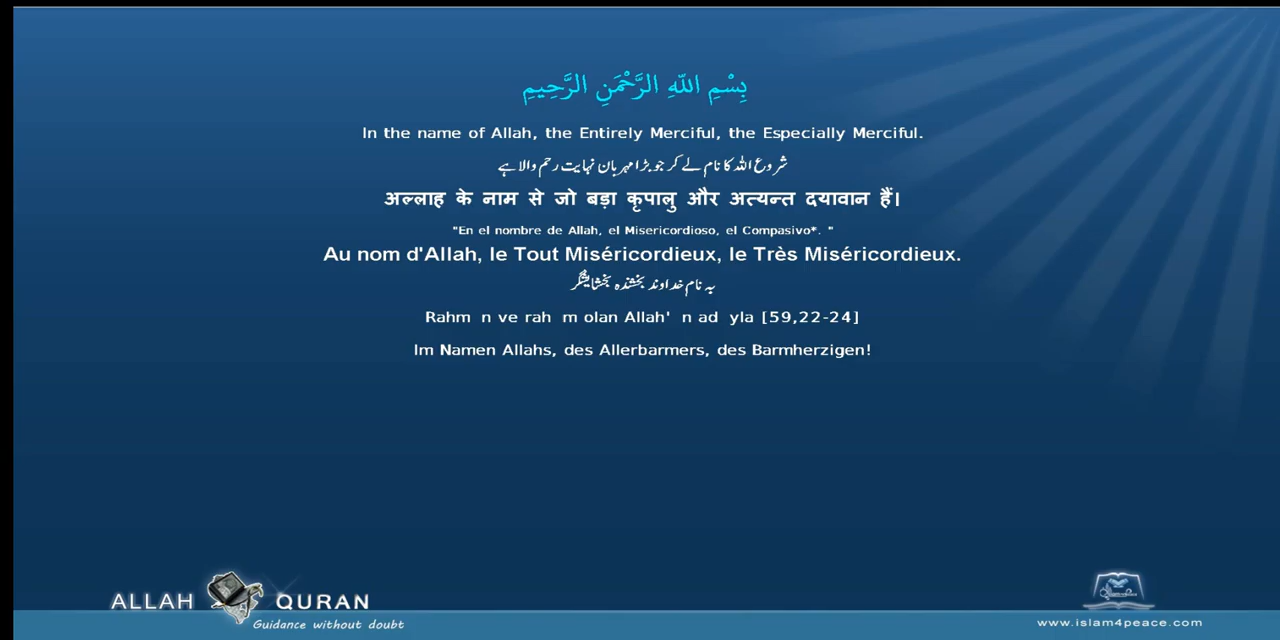 بِسْمِ اللّهِ الرَّحْمَنِ الرَّحِيمِ
In the name of Allah, the Entirely Merciful, the Especially Merciful.
شروع اللہ کا نام لے کر جو بڑا مہربان نہایت رحم والا ہے
अल्लाह के नाम से जो बड़ा कृपालु और अत्यन्त दयावान हैं।
"En el nombre de Allah, el Misericordioso, el Compasivo*. "
Au nom d'Allah, le Tout Miséricordieux, le Très Miséricordieux.
به نام خداوند بخشنده بخشایشگر
Rahm  n ve rah  m olan Allah'  n ad  yla [59,22-24]
Im Namen Allahs, des Allerbarmers, des Barmherzigen!
ALLAH QURAN
Guidance without doubt
www.islam4peace.com